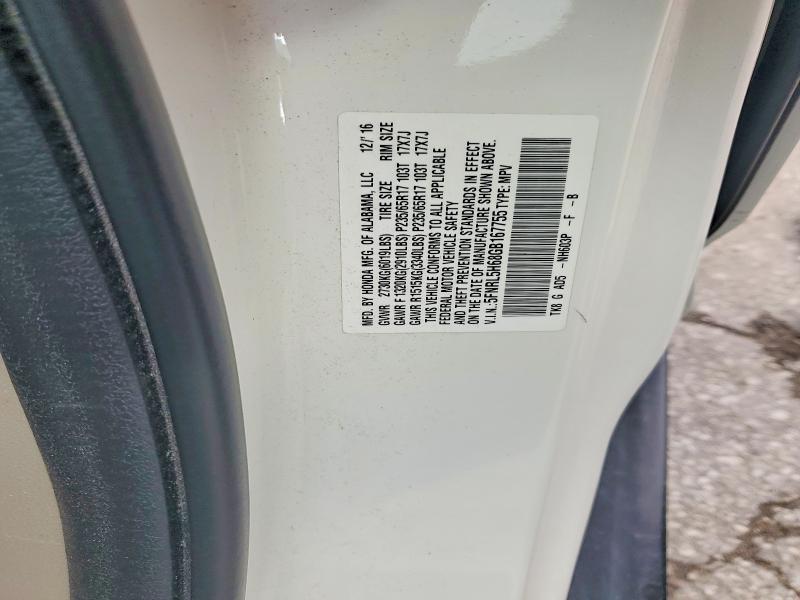 MFD. BY HONDA MFG. OF ALABAMA, LLC 12/'16
GVWR 2730KG(6019LBS) TIRE SIZE RIM SIZE
GAWR F 1320KG(2910LBS) P235/65R17 103T 17X7J
GAWR R1515KG(3340LBS) P235/65R17 103T 17X7J
THIS VEHICLE CONFORMS TO ALL APPLICABLE
FEDERAL MOTOR VEHICLE SAFETY
AND THEFT PREVENTION STANDARDS IN EFFECT
ON THE DATE OF MANUFACTURE SHOWN ABOVE.
V.I.N.:5FNRL5H68GB167755 TYPE: MPV
TK8 G AD5 -NH603P -F -B